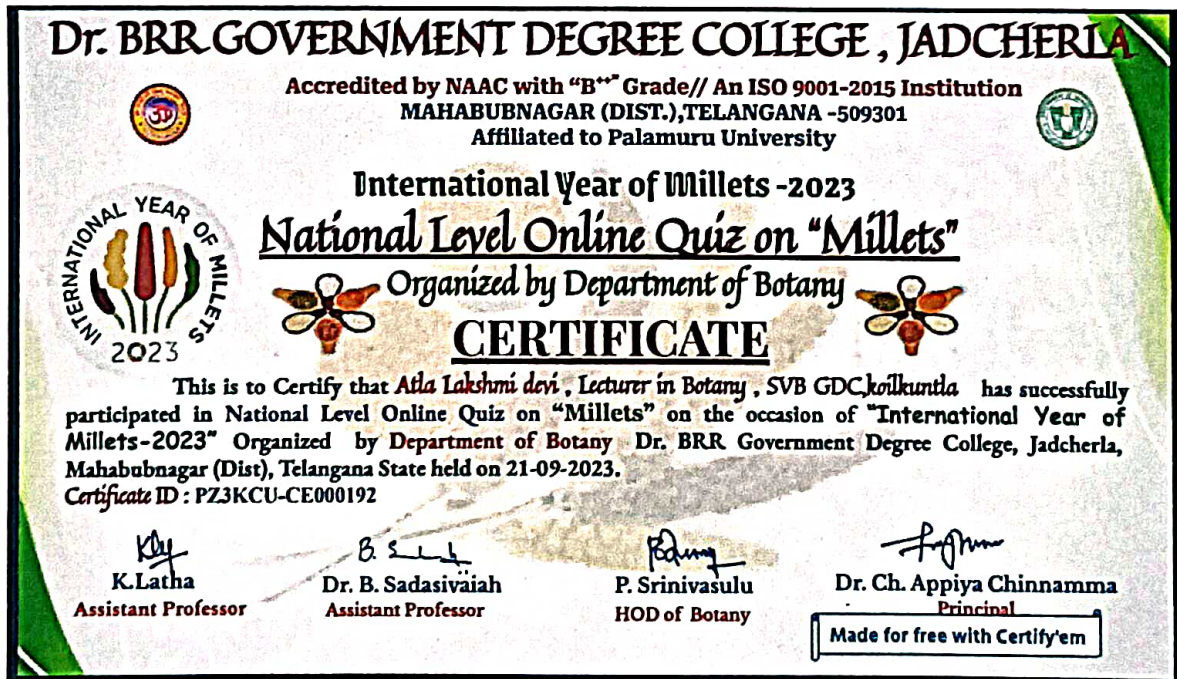 Dr. BRR GOVERNMENT DEGREE COLLEGE , JADCHERLA
Accredited by NAAC with “B++” Grade// An ISO 9001-2015 Institution
MAHABUBNAGAR (DIST.),TELANGANA -509301
Affiliated to Palamuru University
International Year of Millets -2023
INTERNATIONAL YEAR OF MILLETS
2023
National Level Online Quiz on “Millets”
Organized by Department of Botany
CERTIFICATE
This is to Certify that Atla Lakshmi devi , Lecturer in Botany , SVB GDC,koilkuntla has successfully
participated in National Level Online Quiz on “Millets” on the occasion of "International Year of
Millets-2023" Organized by Department of Botany Dr. BRR Government Degree College, Jadcherla,
Mahabubnagar (Dist), Telangana State held on 21-09-2023.
Certificate ID : PZ3KCU-CE000192
K.Latha
Assistant Professor
Dr. B. Sadasivaiah
Assistant Professor
P. Srinivasulu
HOD of Botany
Dr. Ch. Appiya Chinnamma
Principal
Made for free with Certify'em